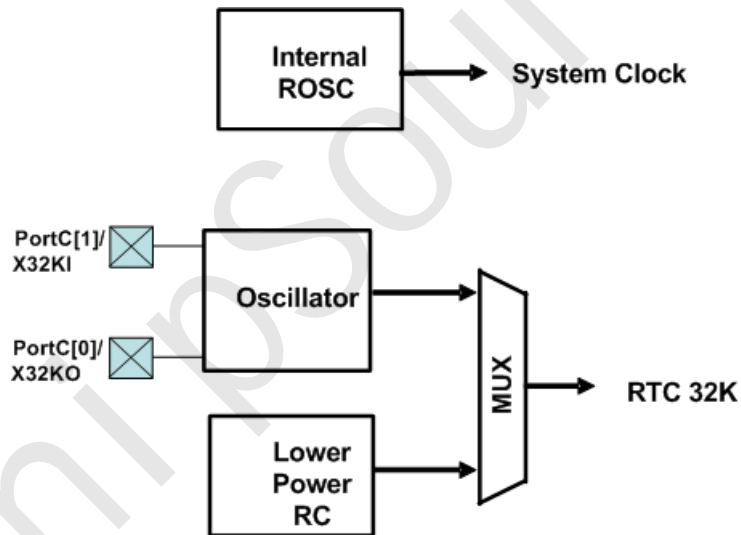 Internal
ROSC
System Clock
PortC[1]/
X32KI
Oscillator
PortC[0]/
X32KO
MUX
RTC 32K
Lower
Power
RC